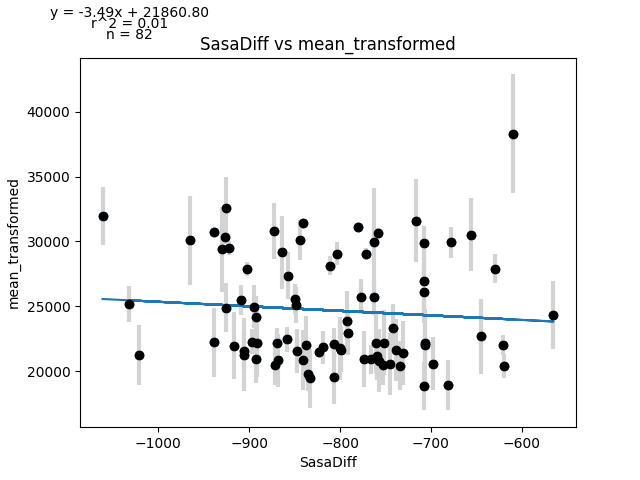 y = -3.49x + 21860.80
r^2 = 0.01
n = 82
SasaDiff vs mean_transformed
40000
35000
30000
25000
20000
mean_transformed
−1000
−900
−800
−700
−600
SasaDiff